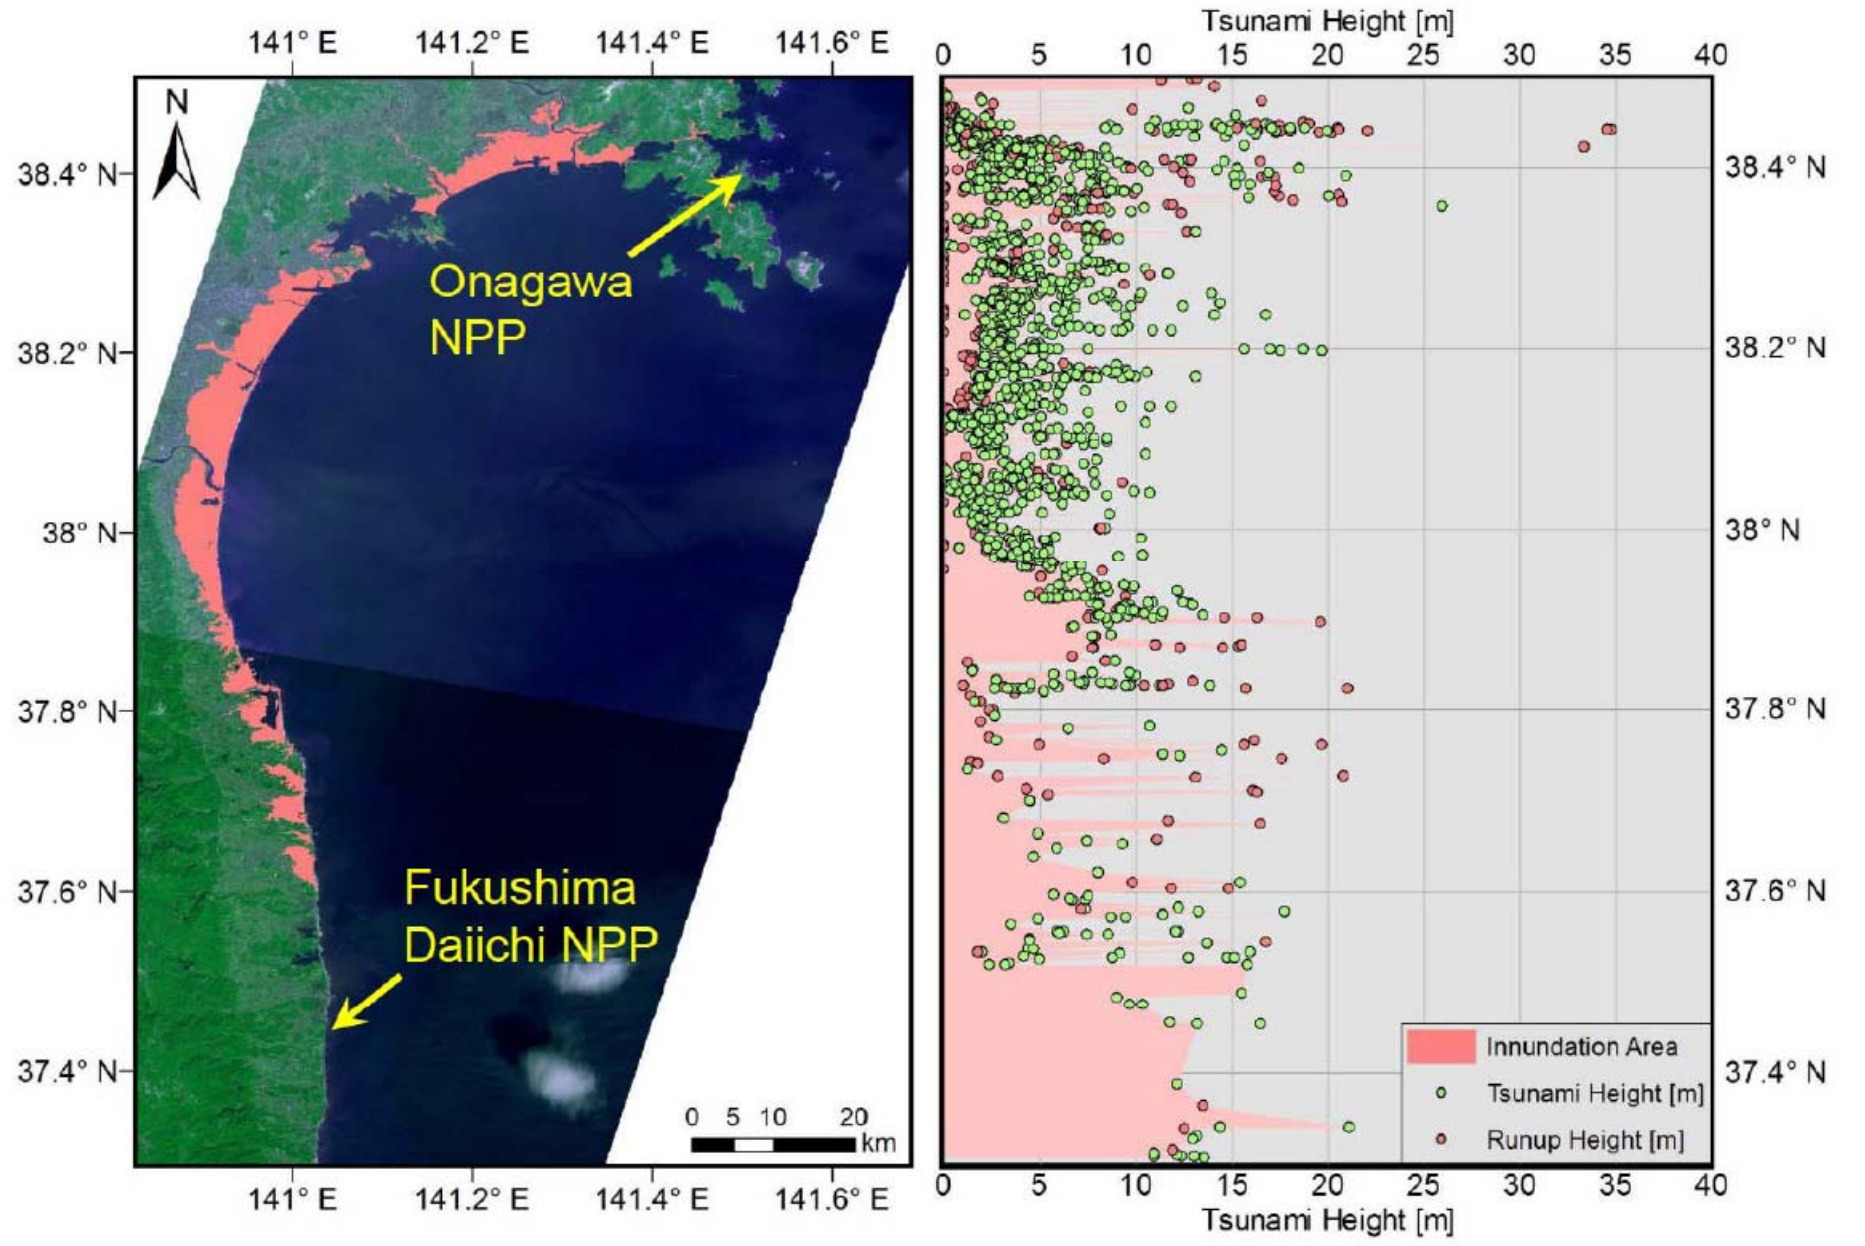 141° E 141.2° E 141.4° E 141.6° E
N
38.4° N
38.2° N
38° N
37.8° N
37.6° N
37.4° N
Onagawa
NPP
Fukushima
Daiichi NPP
0 5 10 20
km
141° E 141.2° E 141.4° E 141.6° E
Tsunami Height [m]
0 5 10 15 20 25 30 35 40
38.4° N
38.2° N
38° N
37.8° N
37.6° N
37.4° N
Innundation Area
Tsunami Height [m]
Runup Height [m]
0 5 10 15 20 25 30 35 40
Tsunami Height [m]